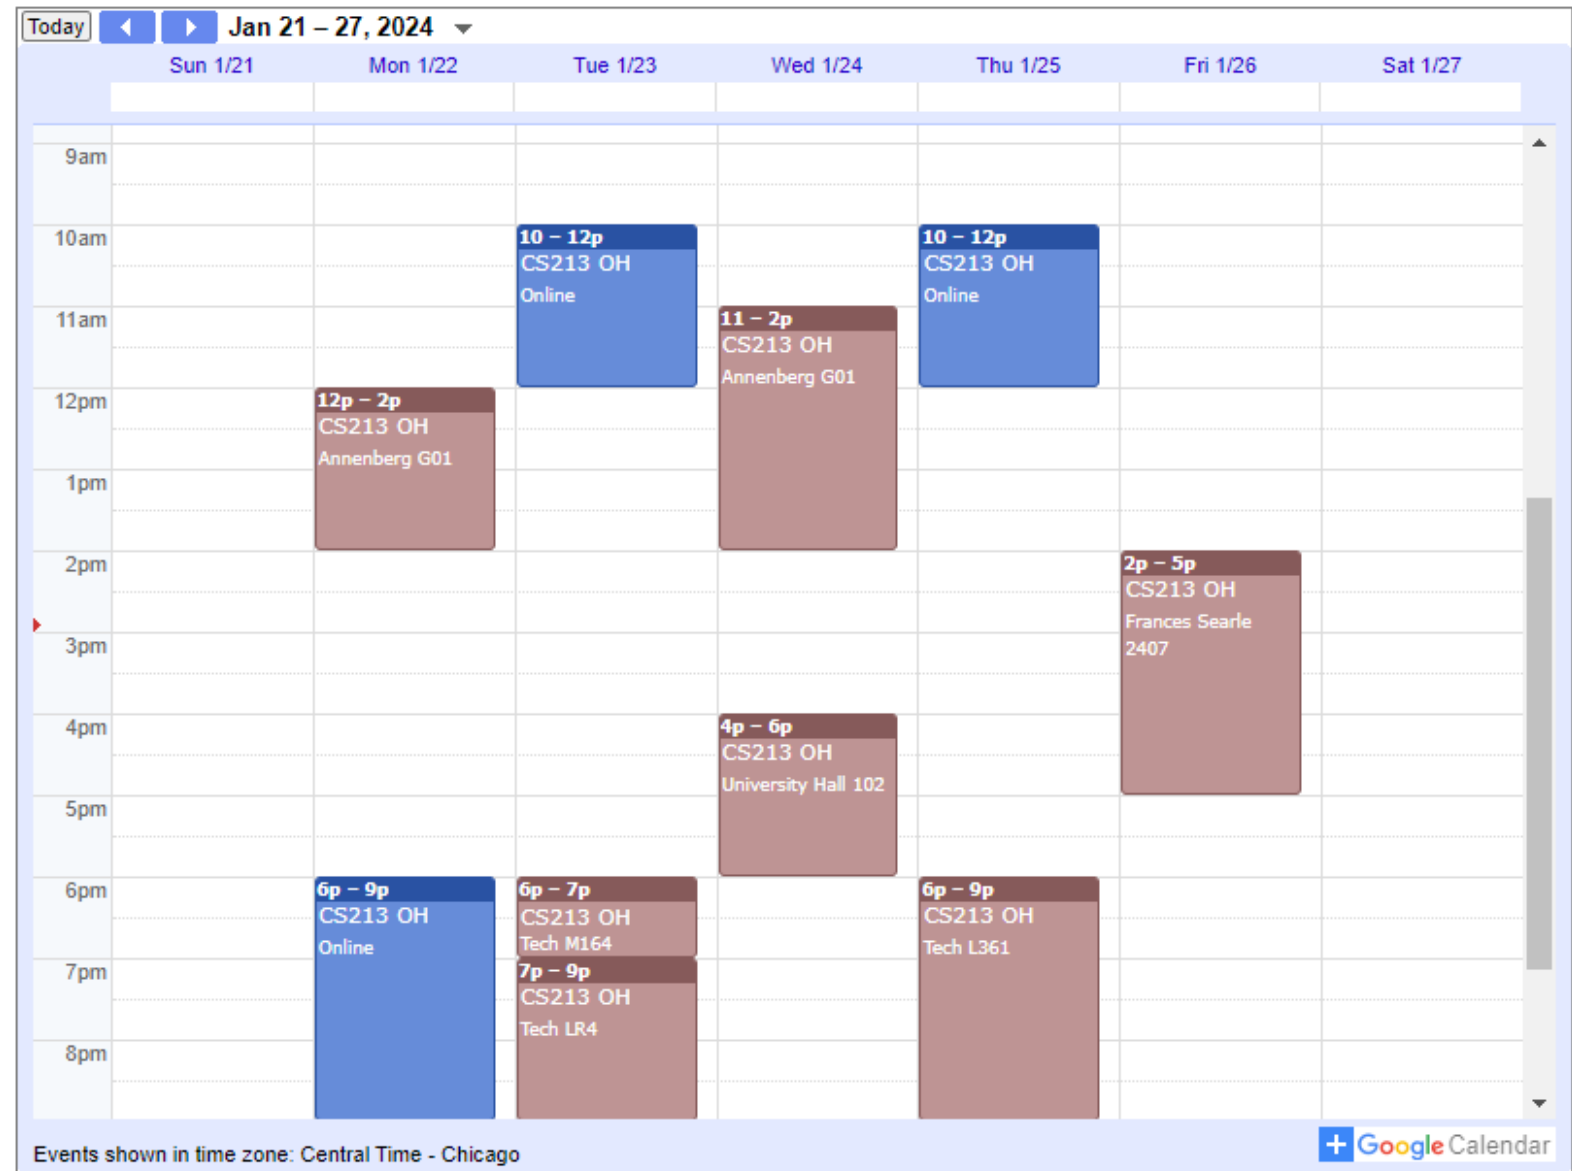 Today Jan 21 – 27, 2024
Sun 1/21 Mon 1/22 Tue 1/23 Wed 1/24 Thu 1/25 Fri 1/26 Sat 1/27
9am
10am
11am
12pm
1pm
2pm
3pm
4pm
5pm
6pm
7pm
8pm
12p – 2p
CS213 OH
Annenberg G01
6p – 9p
CS213 OH
Online
10 – 12p
CS213 OH
Online
6p – 7p
CS213 OH
Tech M164
7p – 9p
CS213 OH
Tech LR4
11 – 2p
CS213 OH
Annenberg G01
4p – 6p
CS213 OH
University Hall 102
10 – 12p
CS213 OH
Online
6p – 9p
CS213 OH
Tech L361
2p – 5p
CS213 OH
Frances Searle
2407
Events shown in time zone: Central Time - Chicago
+ Google Calendar